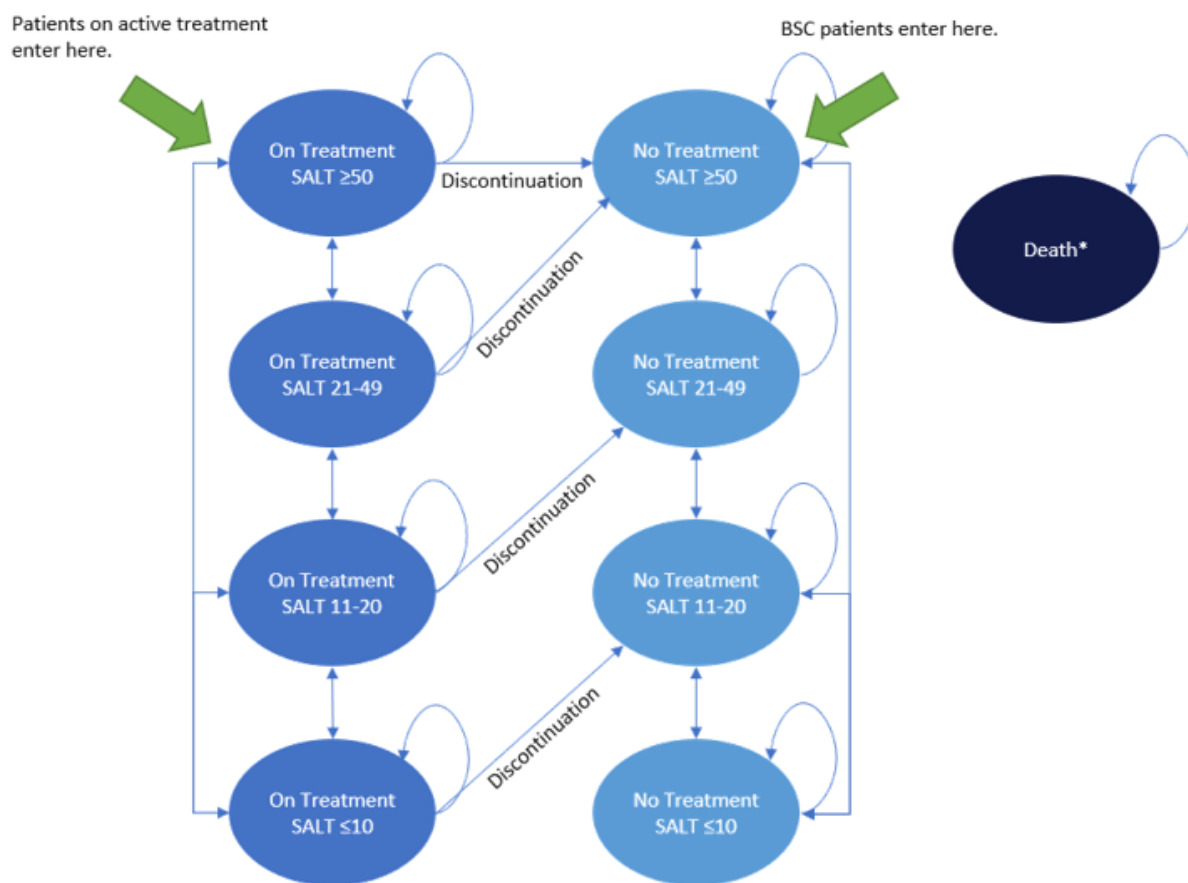 Patients on active treatment
enter here.
BSC patients enter here.
On Treatment
SALT ≥50
Discontinuation
No Treatment
SALT ≥50
Death*
On Treatment
SALT 21-49
Discontinuation
No Treatment
SALT 21-49
On Treatment
SALT 11-20
Discontinuation
No Treatment
SALT 11-20
On Treatment
SALT ≤10
Discontinuation
No Treatment
SALT ≤10